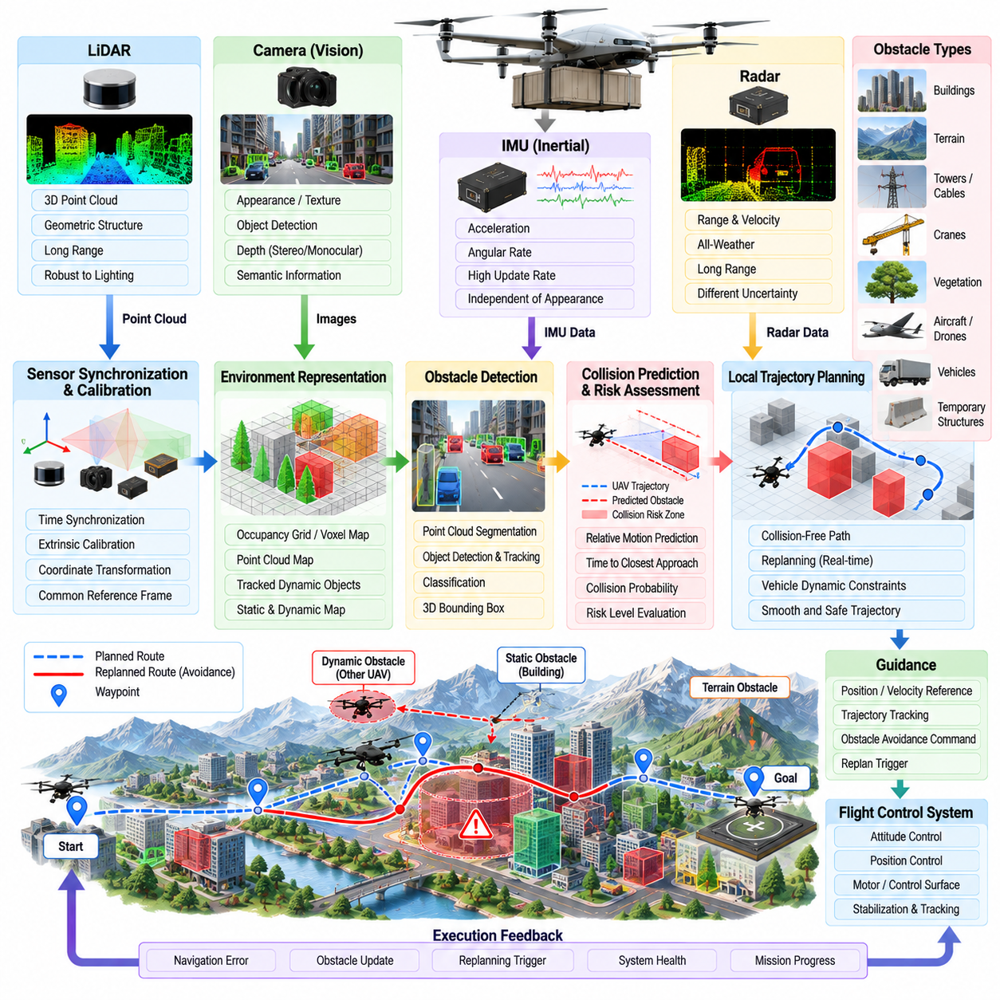 LiDAR
3D Point Cloud
Geometric Structure
Long Range
Robust to Lighting
Point Cloud
Camera (Vision)
Appearance / Texture
Object Detection
Depth (Stereo/Monocular)
Semantic Information
Images
IMU (Inertial)
Acceleration
Angular Rate
High Update Rate
Independent of Appearance
IMU Data
Radar
Range & Velocity
All-Weather
Long Range
Different Uncertainty
Radar Data
Obstacle Types
Buildings
Terrain
Towers /
Cables
Cranes
Vegetation
Aircraft /
Drones
Vehicles
Temporary
Structures
Sensor Synchronization
& Calibration
Time Synchronization
Extrinsic Calibration
Coordinate Transformation
Common Reference Frame
Environment Representation
Occupancy Grid / Voxel Map
Point Cloud Map
Tracked Dynamic Objects
Static & Dynamic Map
Obstacle Detection
Point Cloud Segmentation
Object Detection & Tracking
Classification
3D Bounding Box
Collision Prediction
& Risk Assessment
UAV Trajectory
Predicted Obstacle
Collision Risk Zone
Relative Motion Prediction
Time to Closest Approach
Collision Probability
Risk Level Evaluation
Local Trajectory Planning
Collision-Free Path
Replanning (Real-time)
Vehicle Dynamic Constraints
Smooth and Safe Trajectory
Planned Route
Replanned Route (Avoidance)
Waypoint
Dynamic Obstacle
(Other UAV)
Static Obstacle
(Building)
Terrain Obstacle
Start
Goal
Guidance
Position / Velocity Reference
Trajectory Tracking
Obstacle Avoidance Command
Replan Trigger
Flight Control System
Attitude Control
Position Control
Motor / Control Surface
Stabilization & Tracking
Execution Feedback
Navigation Error
Obstacle Update
Replanning Trigger
System Health
Mission Progress